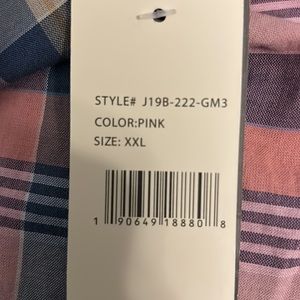 STYLE# J19B-222-GM3
COLOR:PINK
SIZE: XXL
1 90649 18880 8